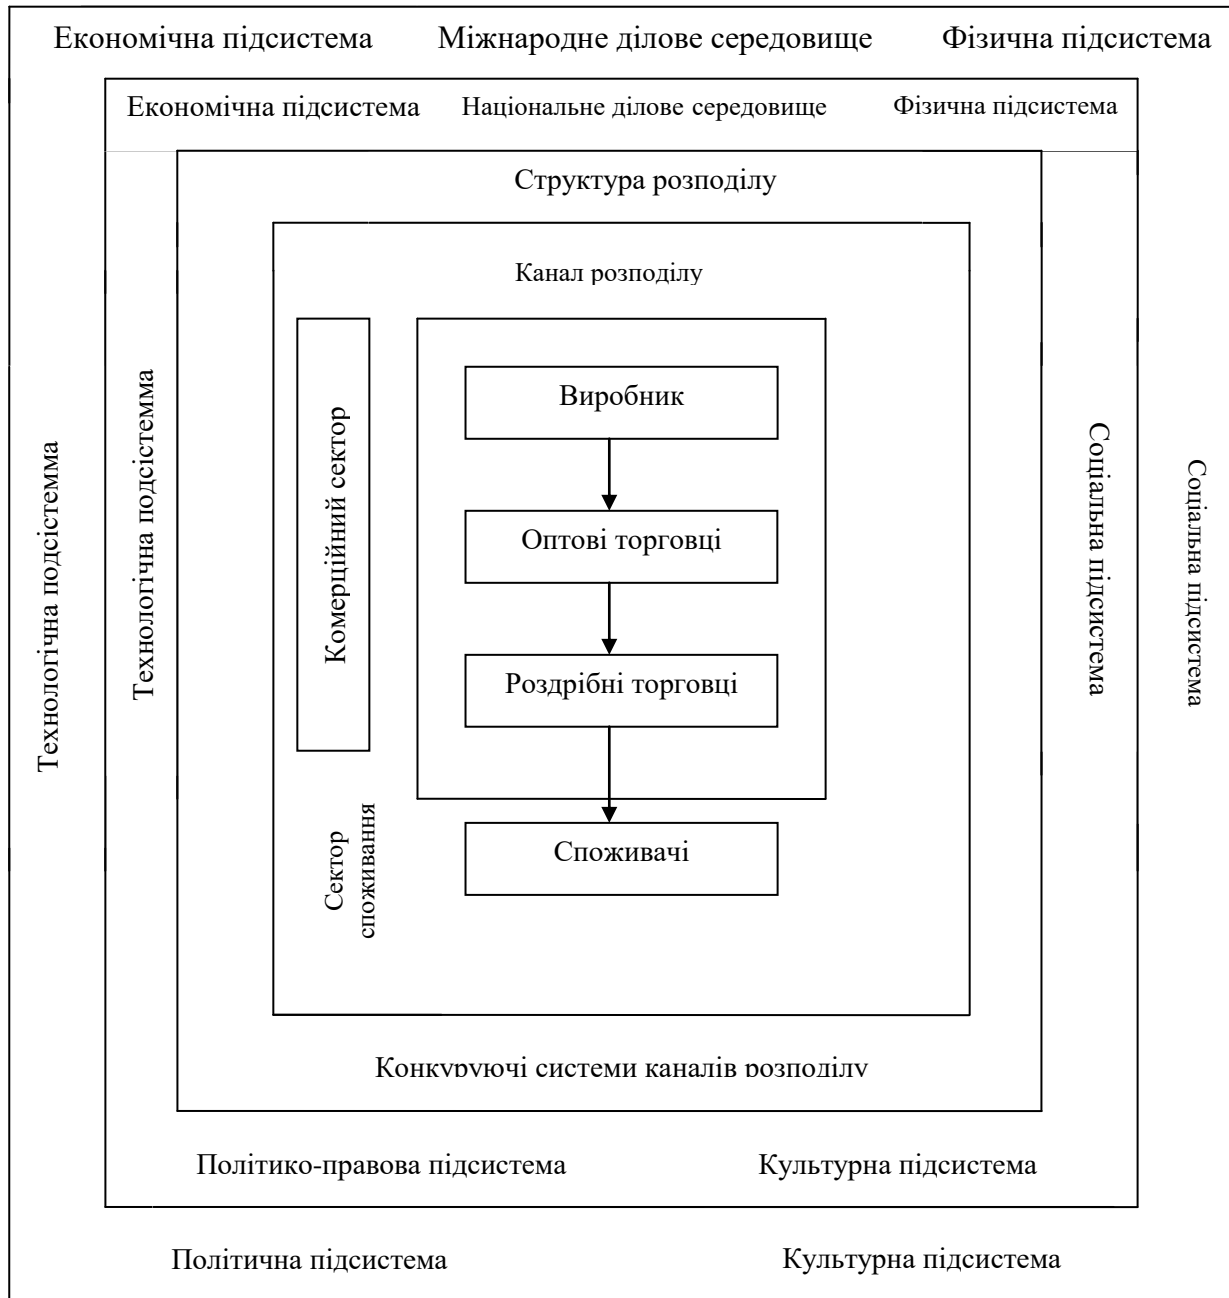 Економічна підсистема Міжнародне ділове середовище Фізична підсистема
Економічна підсистема Національне ділове середовище Фізична підсистема
Структура розподілу
Канал розподілу
Технологічна подсістемма
Технологічна подсістемма
Комерційний сектор
Виробник
Оптові торговці
Роздрібні торговці
Соціальна підсистема
Соціальна підсистема
Сектор
споживання
Споживачі
Конкуруючі системи каналів розподілу
Політико-правова підсистема Культурна підсистема
Політична підсистема Культурна підсистема